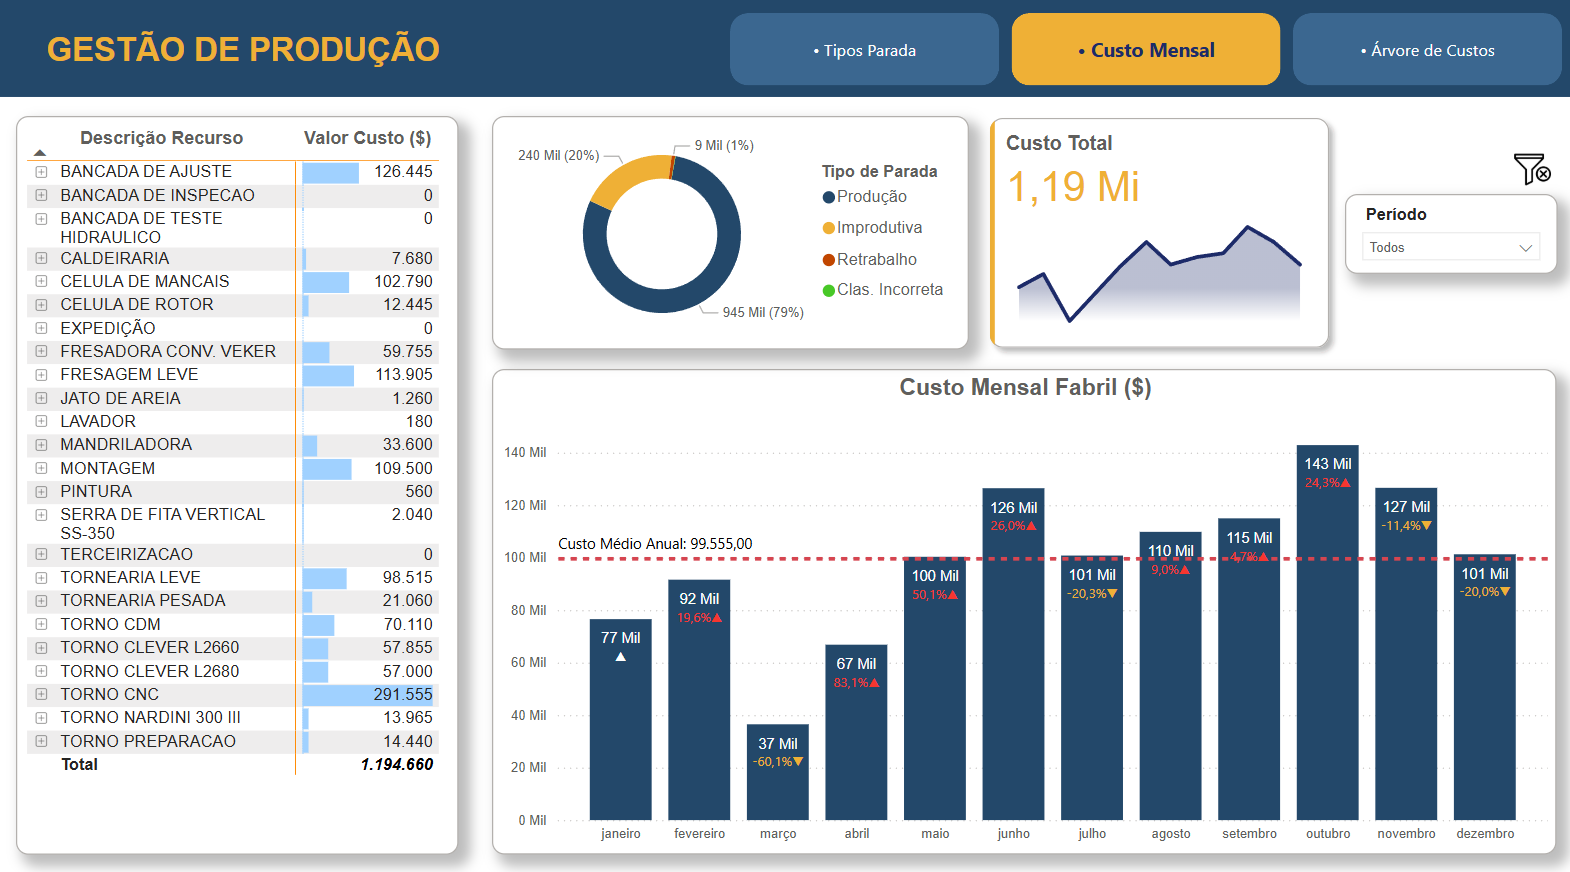 GESTÃO DE PRODUÇÃO
• Tipos Parada
• Custo Mensal
• Árvore de Custos
Descrição Recurso Valor Custo ($)
BANCADA DE AJUSTE 126.445
BANCADA DE INSPECAO 0
BANCADA DE TESTE 0
HIDRAULICO
CALDEIRARIA 7.680
CELULA DE MANCAIS 102.790
CELULA DE ROTOR 12.445
EXPEDIÇÃO 0
FRESADORA CONV. VEKER 59.755
FRESAGEM LEVE 113.905
JATO DE AREIA 1.260
LAVADOR 180
MANDRILADORA 33.600
MONTAGEM 109.500
PINTURA 560
SERRA DE FITA VERTICAL 2.040
SS-350
TERCEIRIZACAO 0
TORNEARIA LEVE 98.515
TORNEARIA PESADA 21.060
TORNO CDM 70.110
TORNO CLEVER L2660 57.855
TORNO CLEVER L2680 57.000
TORNO CNC 291.555
TORNO NARDINI 300 III 13.965
TORNO PREPARACAO 14.440
Total 1.194.660
240 Mil (20%)
9 Mil (1%)
945 Mil (79%)
Tipo de Parada
Produção
Improdutiva
Retrabalho
Clas. Incorreta
Custo Total
1,19 Mi
Período
Todos
Custo Mensal Fabril ($)
140 Mil
120 Mil
100 Mil
80 Mil
60 Mil
40 Mil
20 Mil
0 Mil
Custo Médio Anual: 99.555,00
77 Mil
▲
92 Mil
19,6%▲
37 Mil
-60,1%▼
67 Mil
83,1%▲
100 Mil
50,1%▲
126 Mil
26,0%▲
101 Mil
-20,3%▼
110 Mil
9,0%▲
115 Mil
4,7%▲
143 Mil
24,3%▲
127 Mil
-11,4%▼
101 Mil
-20,0%▼
janeiro fevereiro março abril maio junho julho agosto setembro outubro novembro dezembro